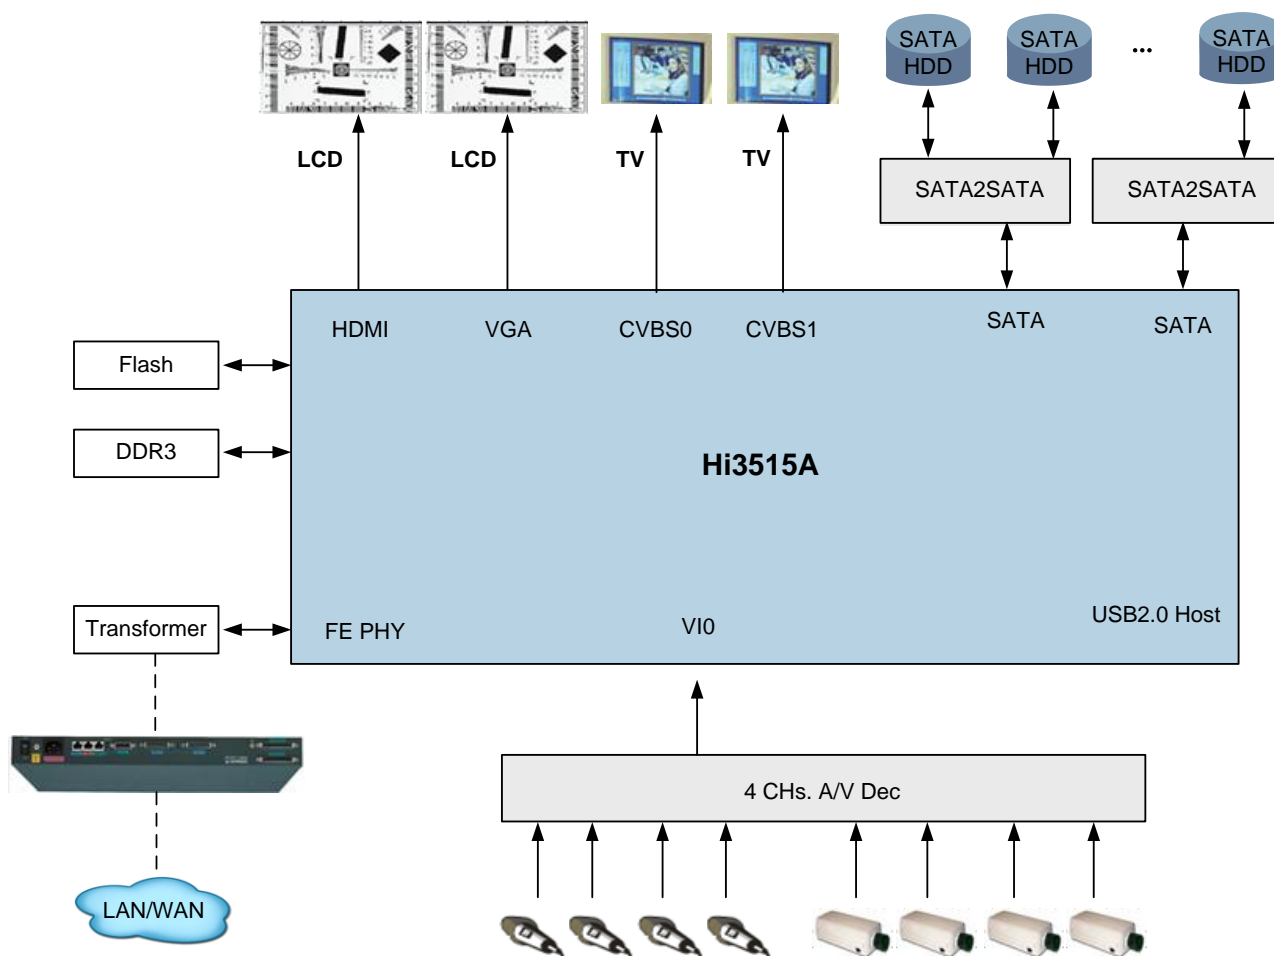 SATA
HDD
SATA
HDD
...
SATA
HDD
LCD
LCD
TV
TV
SATA2SATA
SATA2SATA
HDMI
VGA
CVBS0
CVBS1
SATA
SATA
Flash
DDR3
Hi3515A
Transformer
FE PHY
VI0
USB2.0 Host
4 CHs. A/V Dec
LAN/WAN